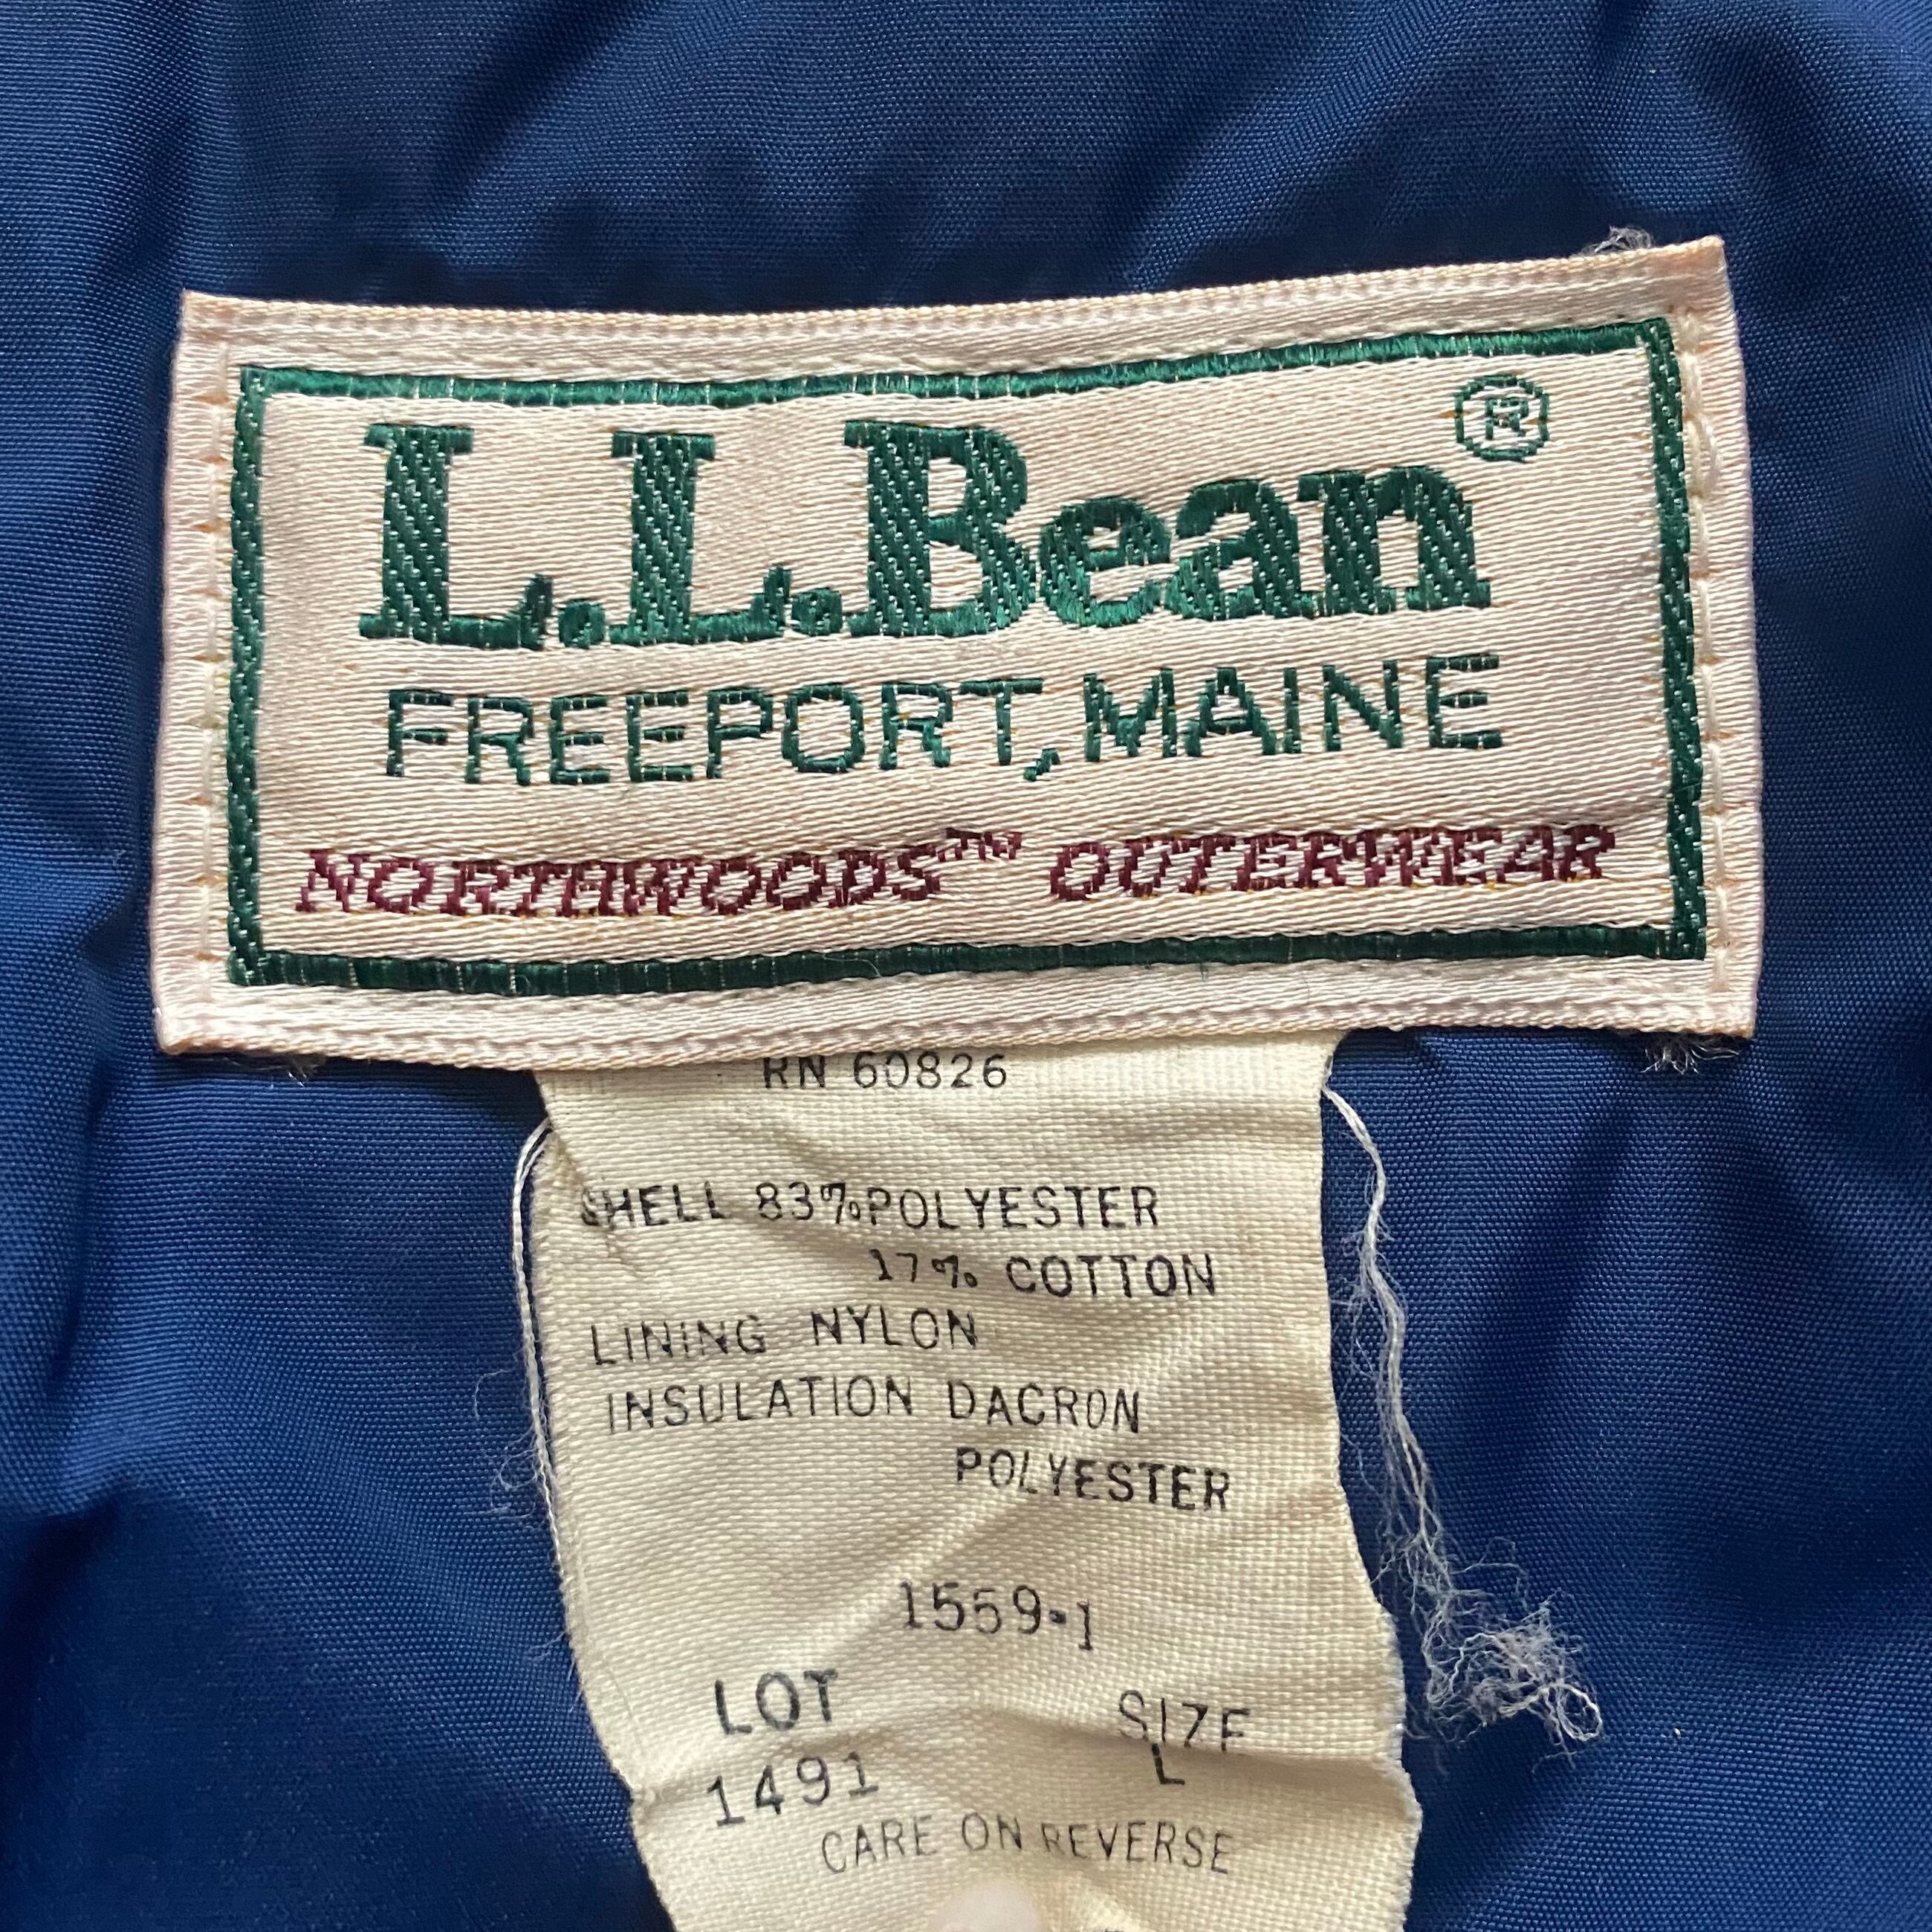 L.L.Bean®
FREEPORT, MAINE
NORTHWOODS™ OUTERWEAR
RN 60826
SHELL 83% POLYESTER
17% COTTON
LINING NYLON
INSULATION DACRON
POLYESTER
1559-1
LOT SIZE
1491 L
CARE ON REVERSE